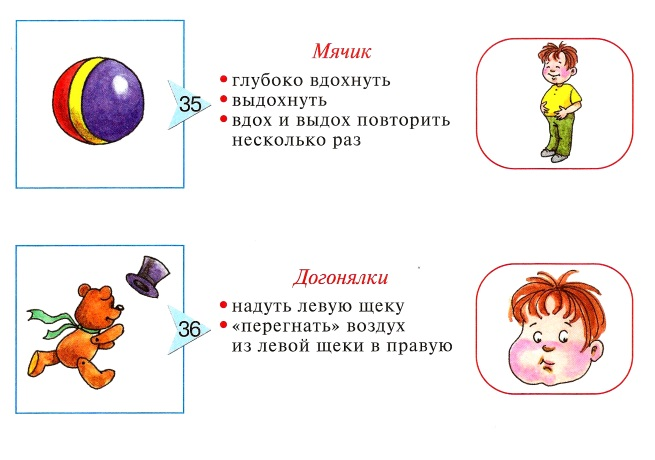 Мячик
35
• глубоко вдохнуть
• выдохнуть
• вдох и выдох повторить
несколько раз
Догонялки
36
• надуть левую щеку
• «перегнать» воздух
из левой щеки в правую